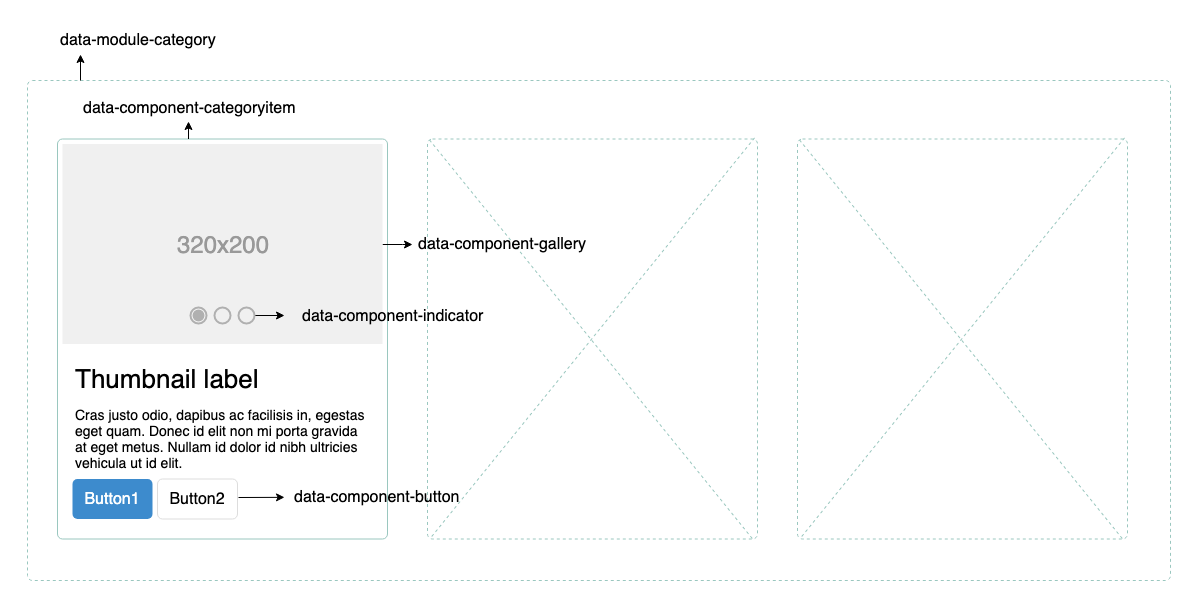 data-module-category
data-component-categoryitem
320x200
data-component-gallery
data-component-indicator
Thumbnail label
Cras justo odio, dapibus ac facilisis in, egestas
eget quam. Donec id elit non mi porta gravida
at eget metus. Nullam id dolor id nibh ultricies
vehicula ut id elit.
Button1
Button2
data-component-button